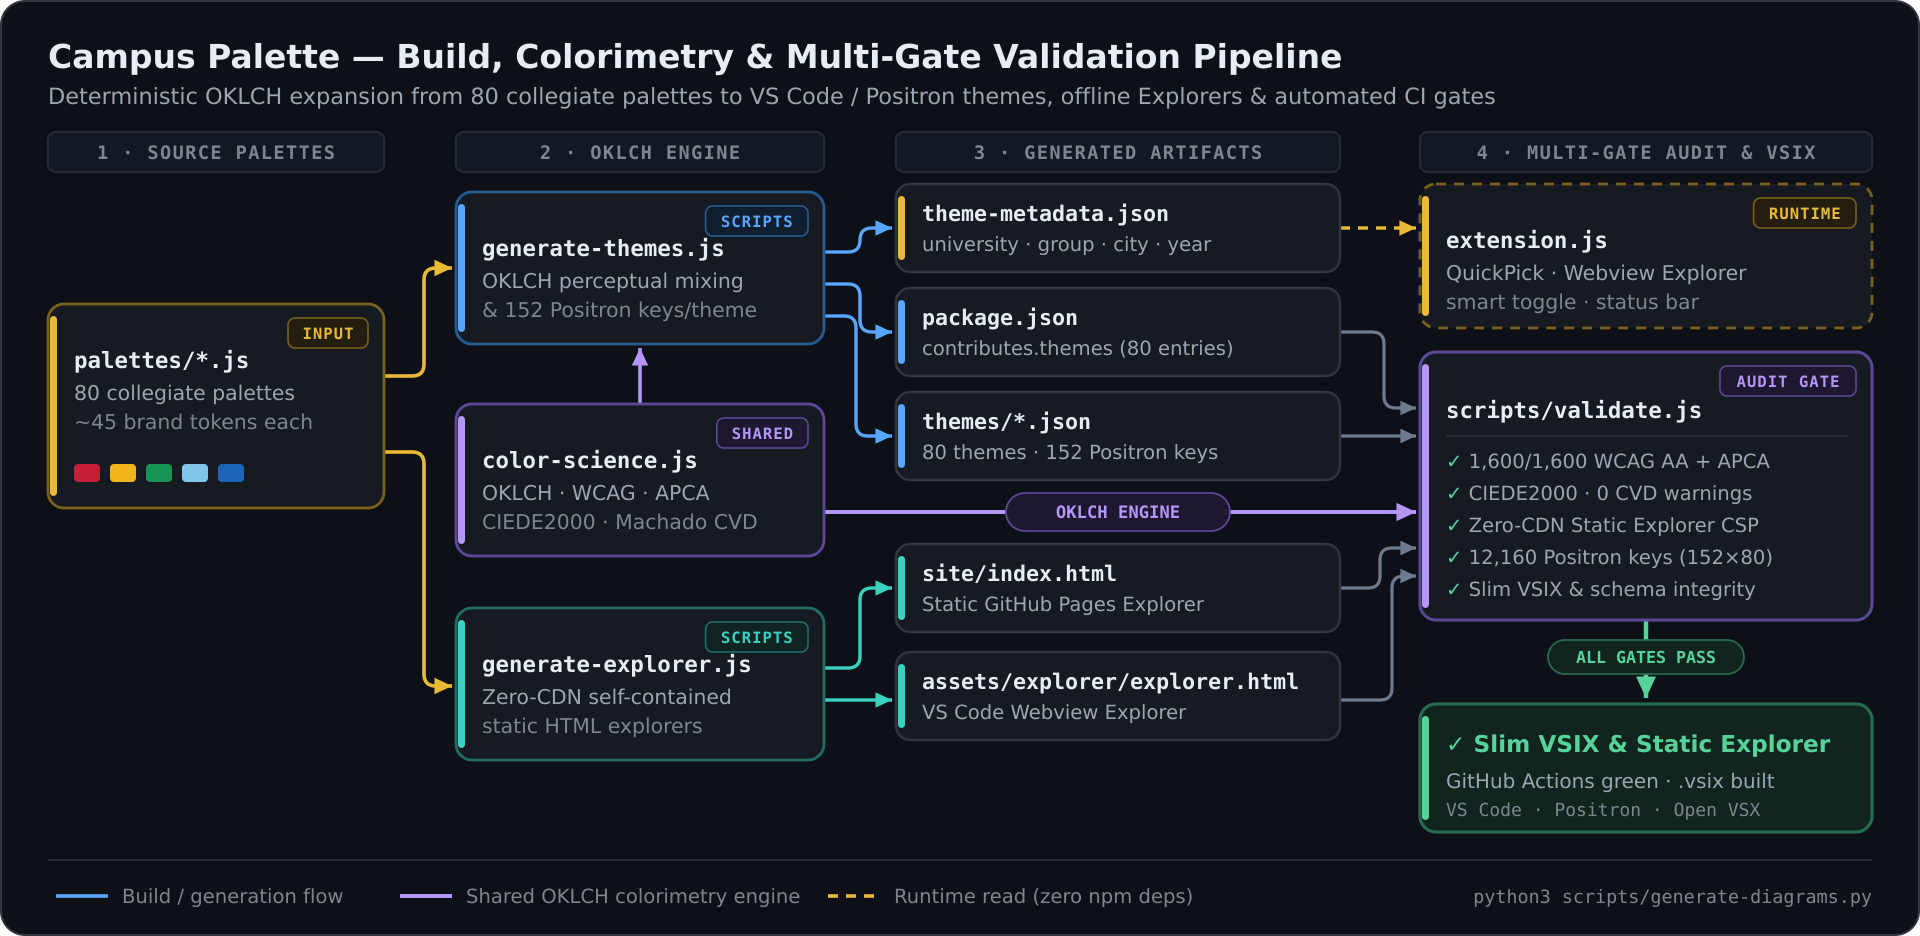 Campus Palette — Build, Colorimetry & Multi-Gate Validation Pipeline
Deterministic OKLCH expansion from 80 collegiate palettes to VS Code / Positron themes, offline Explorers & automated CI gates
1 · SOURCE PALETTES
INPUT
palettes/*.js
80 collegiate palettes
~45 brand tokens each
2 · OKLCH ENGINE
SCRIPTS
generate-themes.js
OKLCH perceptual mixing
& 152 Positron keys/theme
SHARED
color-science.js
OKLCH · WCAG · APCA
CIEDE2000 · Machado CVD
SCRIPTS
generate-explorer.js
Zero-CDN self-contained
static HTML explorers
3 · GENERATED ARTIFACTS
theme-metadata.json
university · group · city · year
package.json
contributes.themes (80 entries)
themes/*.json
80 themes · 152 Positron keys
OKLCH ENGINE
site/index.html
Static GitHub Pages Explorer
assets/explorer/explorer.html
VS Code Webview Explorer
4 · MULTI-GATE AUDIT & VSIX
RUNTIME
extension.js
QuickPick · Webview Explorer
smart toggle · status bar
AUDIT GATE
scripts/validate.js
✓ 1,600/1,600 WCAG AA + APCA
✓ CIEDE2000 · 0 CVD warnings
✓ Zero-CDN Static Explorer CSP
✓ 12,160 Positron keys (152×80)
✓ Slim VSIX & schema integrity
ALL GATES PASS
✓ Slim VSIX & Static Explorer
GitHub Actions green · .vsix built
VS Code · Positron · Open VSX
Build / generation flow
Shared OKLCH colorimetry engine
Runtime read (zero npm deps)
python3 scripts/generate-diagrams.py